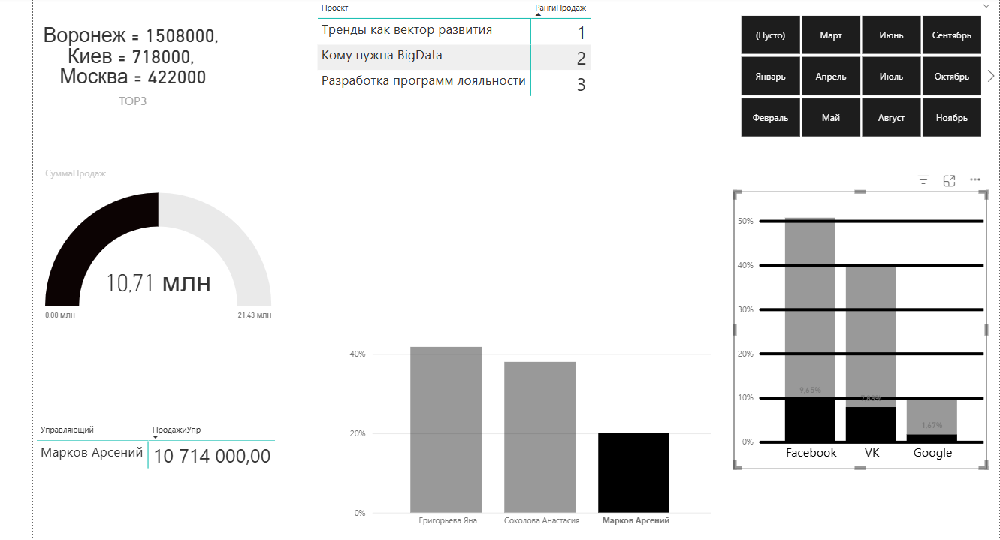 Воронеж = 1508000,
Киев = 718000,
Москва = 422000
TOP3
Проект РангиПродаж
Тренды как вектор развития 1
Кому нужна BigData 2
Разработка программ лояльности 3
(Пусто) Март Июнь Сентябрь
Январь Апрель Июль Октябрь
Февраль Май Август Ноябрь
СуммаПродаж
10,71 млн
0,00 млн 21,43 млн
Управляющий ПродажиУпр
Марков Арсений 10 714 000,00
40%
20%
0%
Григорьева Яна Соколова Анастасия Марков Арсений
50%
40%
30%
20%
10%
0%
9,65%
7,88%
1,67%
Facebook VK Google